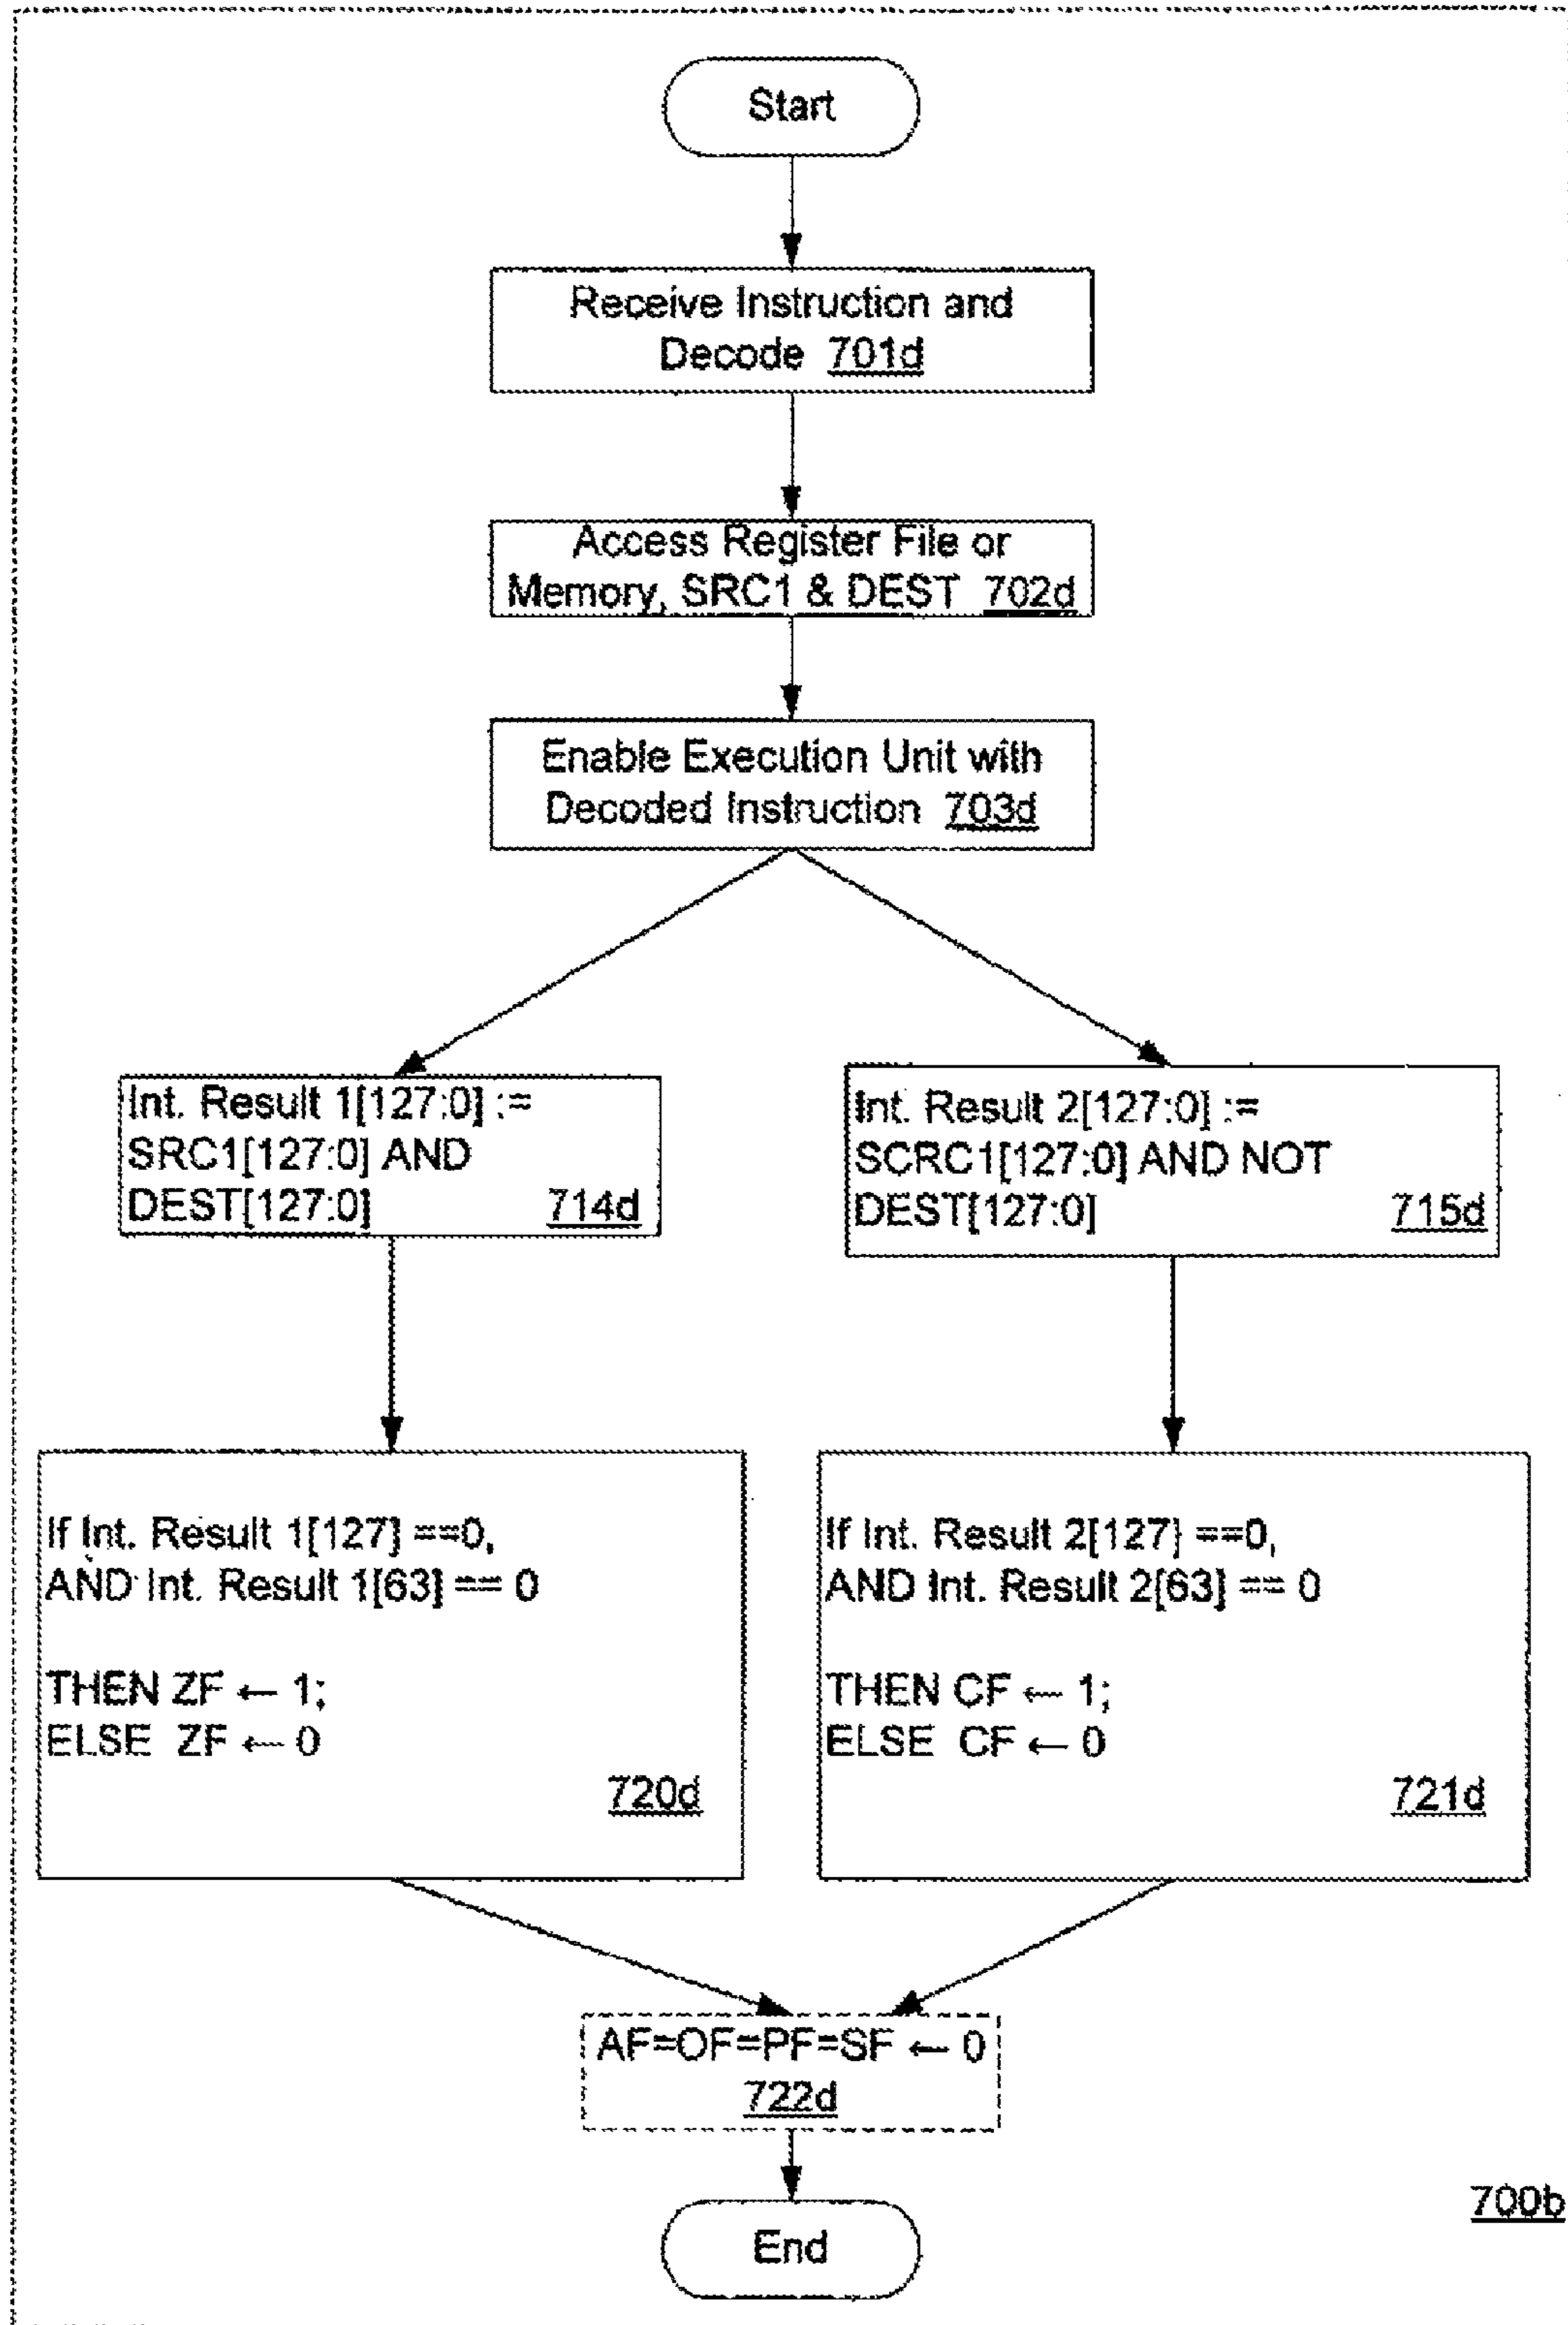 Start
Receive Instruction and
Decode 701d
Access Register File or
Memory, SRC1 & DEST 702d
Enable Execution Unit with
Decoded Instruction 703d
Int. Result 1[127:0] :=
SRC1[127:0] AND
DEST[127:0] 714d
Int. Result 2[127:0] :=
SCRC1[127:0] AND NOT
DEST[127:0] 715d
If Int. Result 1[127] ==0,
AND Int. Result 1[63] == 0
THEN ZF ← 1;
ELSE ZF ← 0
720d
If Int. Result 2[127] ==0,
AND Int. Result 2[63] == 0
THEN CF ← 1;
ELSE CF ← 0
721d
AF=OF=PF=SF ← 0
722d
End
700b